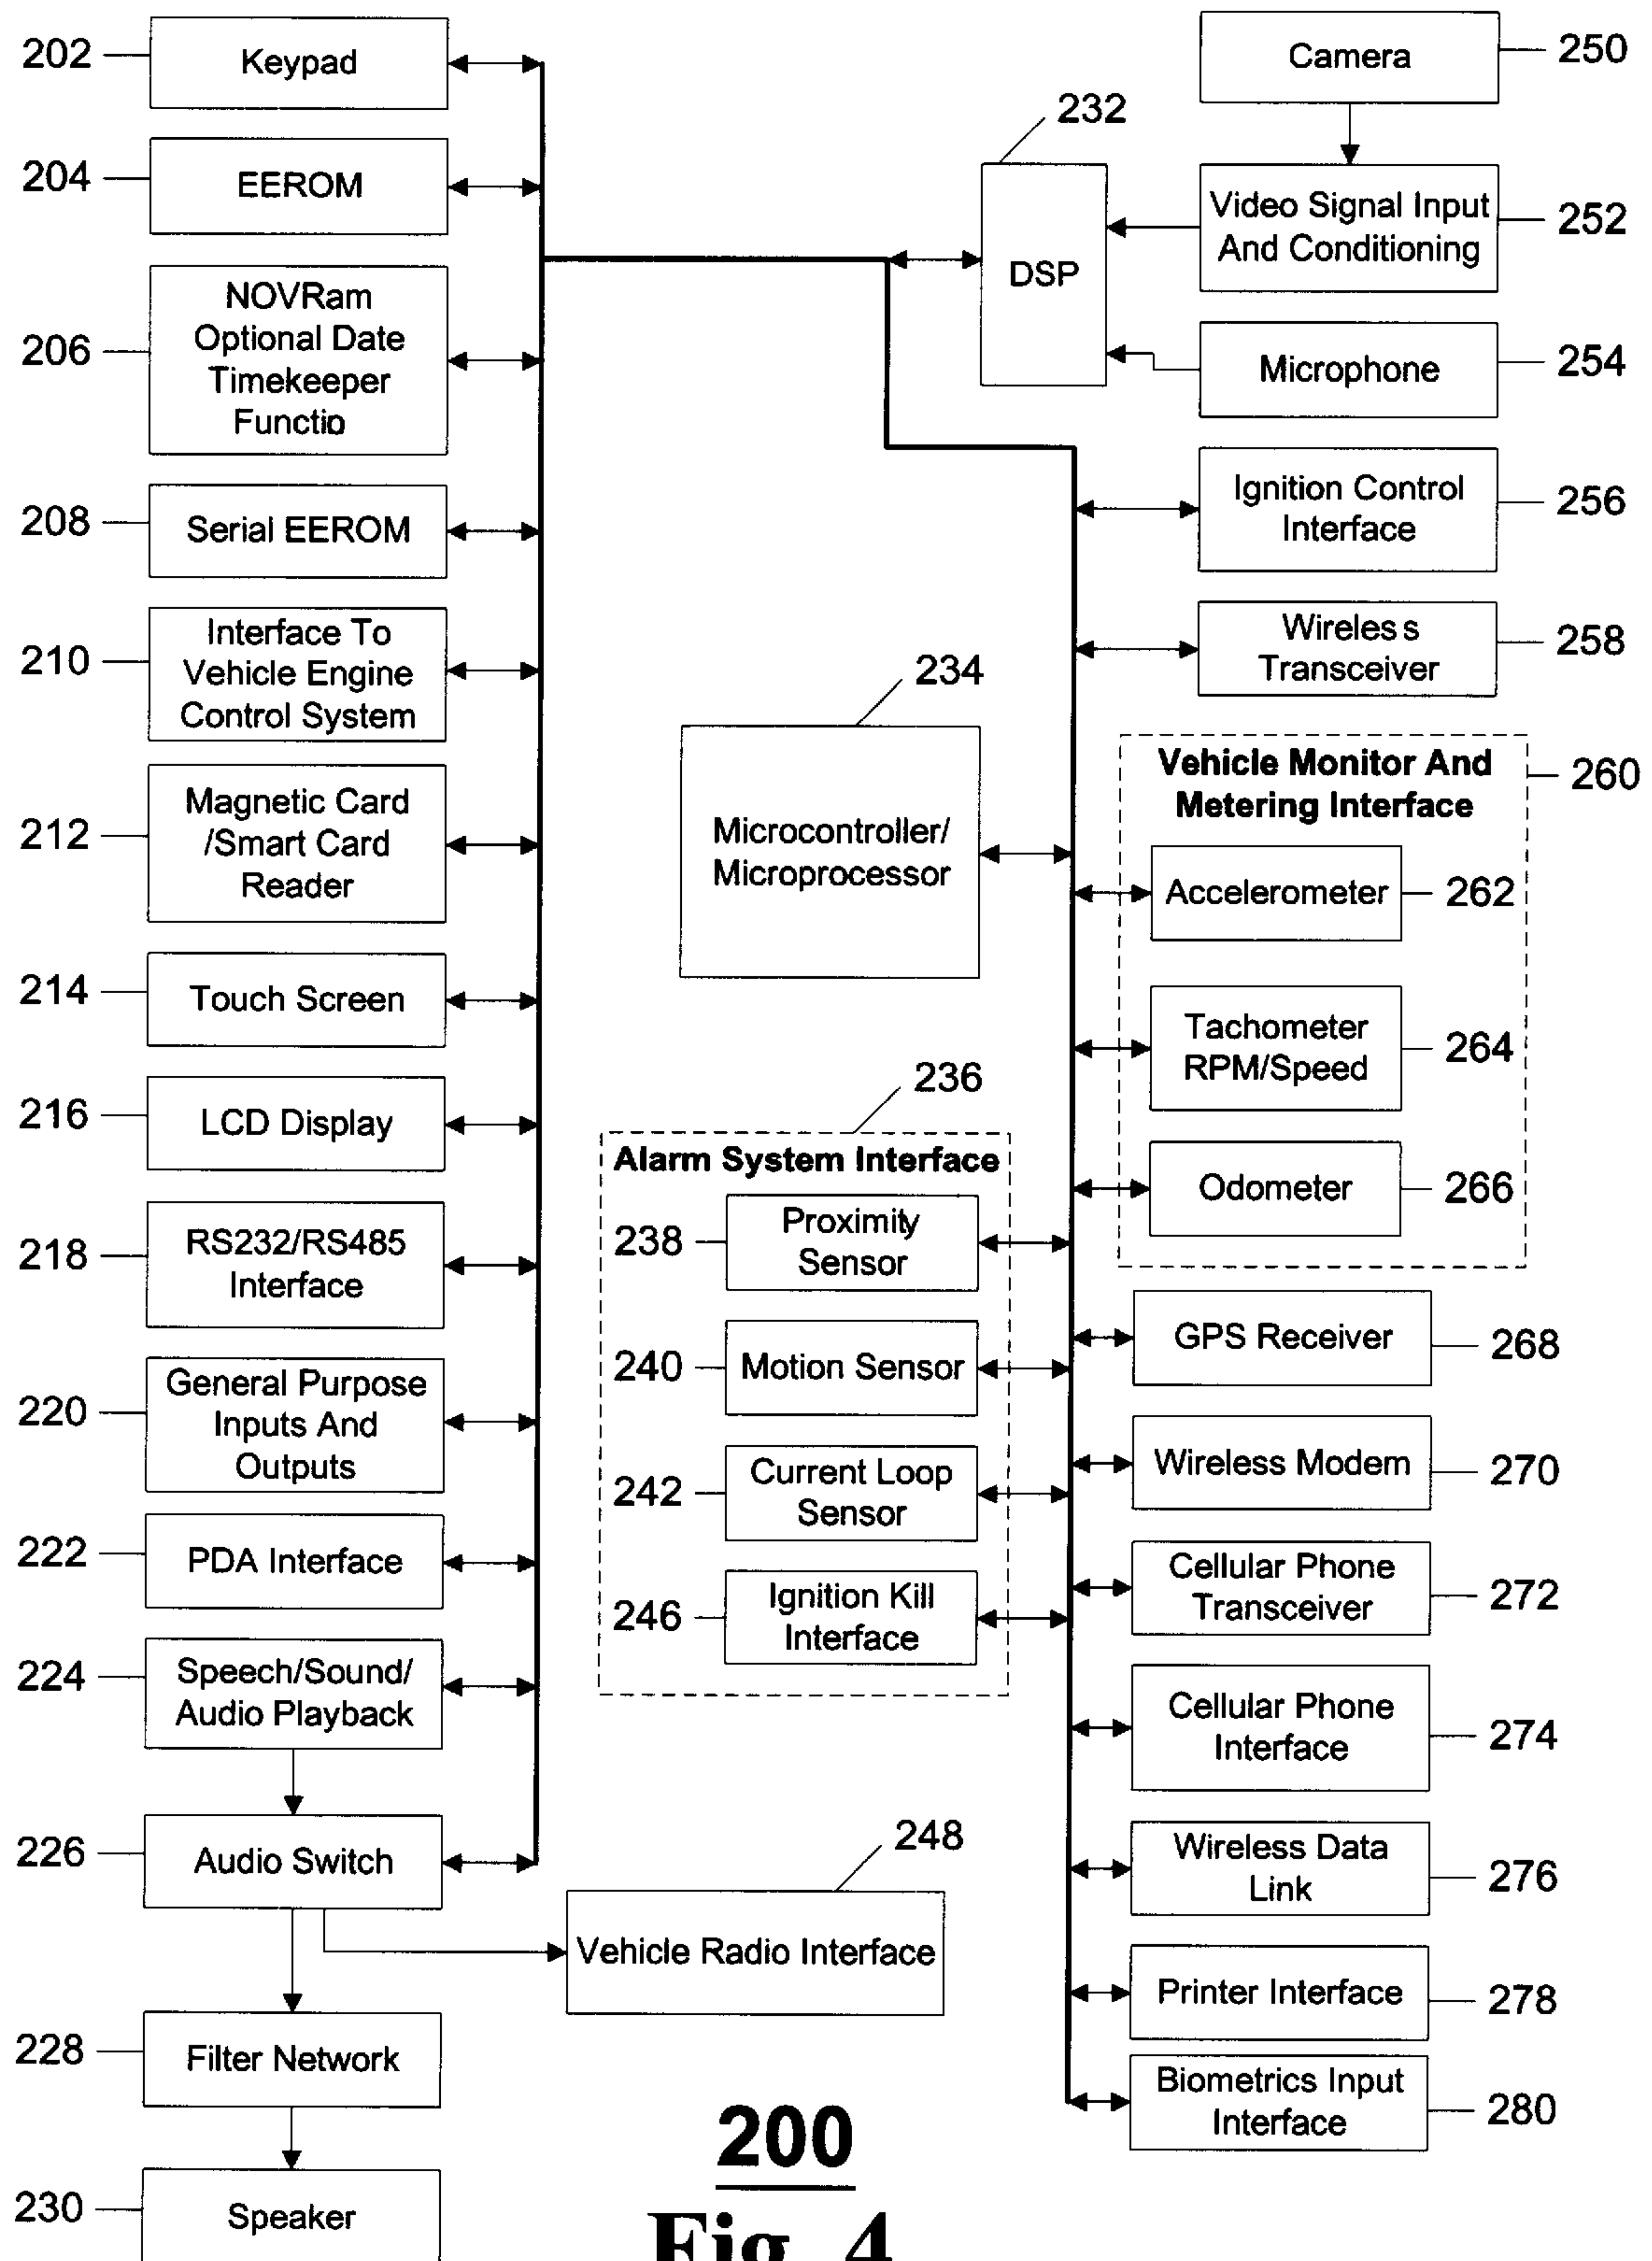 202
Keypad
204
EEROM
206
NOVRam
Optional Date
Timekeeper
Functio
208
Serial EEROM
210
Interface To
Vehicle Engine
Control System
212
Magnetic Card
/Smart Card
Reader
214
Touch Screen
216
LCD Display
218
RS232/RS485
Interface
220
General Purpose
Inputs And
Outputs
222
PDA Interface
224
Speech/Sound/
Audio Playback
226
Audio Switch
228
Filter Network
230
Speaker
232
DSP
234
Microcontroller/
Microprocessor
236
Alarm System Interface
238
Proximity
Sensor
240
Motion Sensor
242
Current Loop
Sensor
246
Ignition Kill
Interface
248
Vehicle Radio Interface
Camera
250
Video Signal Input
And Conditioning
252
Microphone
254
Ignition Control
Interface
256
Wireless
Transceiver
258
Vehicle Monitor And
Metering Interface
260
Accelerometer
262
Tachometer
RPM/Speed
264
Odometer
266
GPS Receiver
268
Wireless Modem
270
Cellular Phone
Transceiver
272
Cellular Phone
Interface
274
Wireless Data
Link
276
Printer Interface
278
Biometrics Input
Interface
280
200
Fig. 4